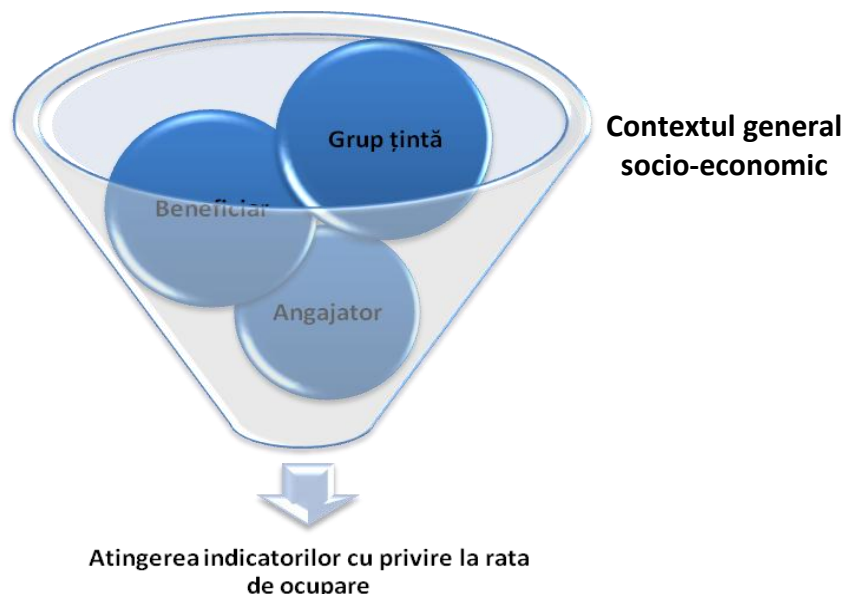 Grup țintă
Contextul general
socio-economic
Beneficiar
Angajator
Atingerea indicatorilor cu privire la rata
de ocupare